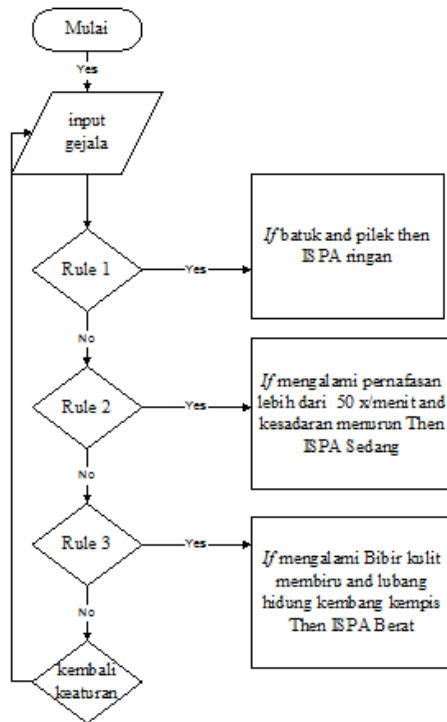 Mulai
Yes
input
gejala
Rule 1
Yes
If batuk and pilek then
ISPA ringan
No
Rule 2
Yes
If mengalami pernafasan
lebih dari 50 x/menit and
kesadaran menurun Then
ISPA Sedang
No
Rule 3
Yes
If mengalami Bibir kulit
membiru and lubang
hidung kembang kempis
Then ISPA Berat
No
kembali
keaturan